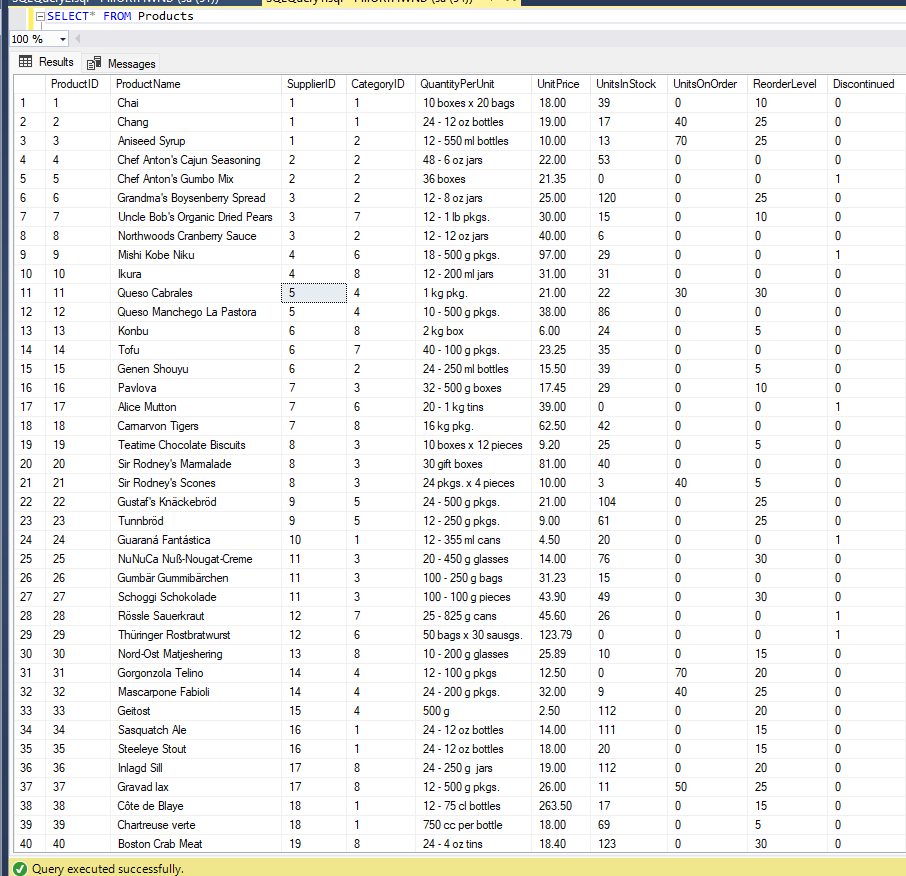 SELECT* FROM Products
100 %
Results Messages
ProductID ProductName SupplierID CategoryID QuantityPerUnit UnitPrice UnitsInStock UnitsOnOrder ReorderLevel Discontinued
1 1 Chai 1 1 10 boxes x 20 bags 18.00 39 0 10 0
2 2 Chang 1 1 24 - 12 oz bottles 19.00 17 40 25 0
3 3 Aniseed Syrup 1 2 12 - 550 ml bottles 10.00 13 70 25 0
4 4 Chef Anton's Cajun Seasoning 2 2 48 - 6 oz jars 22.00 53 0 0 0
5 5 Chef Anton's Gumbo Mix 2 2 36 boxes 21.35 0 0 0 1
6 6 Grandma's Boysenberry Spread 3 2 12 - 8 oz jars 25.00 120 0 25 0
7 7 Uncle Bob's Organic Dried Pears 3 7 12 - 1 lb pkgs. 30.00 15 0 10 0
8 8 Northwoods Cranberry Sauce 3 2 12 - 12 oz jars 40.00 6 0 0 0
9 9 Mishi Kobe Niku 4 6 18 - 500 g pkgs. 97.00 29 0 0 1
10 10 Ikura 4 8 12 - 200 ml jars 31.00 31 0 0 0
11 11 Queso Cabrales 5 4 1 kg pkg. 21.00 22 30 30 0
12 12 Queso Manchego La Pastora 5 4 10 - 500 g pkgs. 38.00 86 0 0 0
13 13 Konbu 6 8 2 kg box 6.00 24 0 5 0
14 14 Tofu 6 7 40 - 100 g pkgs. 23.25 35 0 0 0
15 15 Genen Shouyu 6 2 24 - 250 ml bottles 15.50 39 0 5 0
16 16 Pavlova 7 3 32 - 500 g boxes 17.45 29 0 10 0
17 17 Alice Mutton 7 6 20 - 1 kg tins 39.00 0 0 0 1
18 18 Carnarvon Tigers 7 8 16 kg pkg. 62.50 42 0 0 0
19 19 Teatime Chocolate Biscuits 8 3 10 boxes x 12 pieces 9.20 25 0 5 0
20 20 Sir Rodney's Marmalade 8 3 30 gift boxes 81.00 40 0 0 0
21 21 Sir Rodney's Scones 8 3 24 pkgs. x 4 pieces 10.00 3 40 5 0
22 22 Gustaf's Knäckebröd 9 5 24 - 500 g pkgs. 21.00 104 0 25 0
23 23 Tunnbröd 9 5 12 - 250 g pkgs. 9.00 61 0 25 0
24 24 Guaraná Fantástica 10 1 12 - 355 ml cans 4.50 20 0 0 1
25 25 NuNuCa Nuß-Nougat-Creme 11 3 20 - 450 g glasses 14.00 76 0 30 0
26 26 Gumbär Gummibärchen 11 3 100 - 250 g bags 31.23 15 0 0 0
27 27 Schoggi Schokolade 11 3 100 - 100 g pieces 43.90 49 0 30 0
28 28 Rössle Sauerkraut 12 7 25 - 825 g cans 45.60 26 0 0 1
29 29 Thüringer Rostbratwurst 12 6 50 bags x 30 sausgs. 123.79 0 0 0 1
30 30 Nord-Ost Matjeshering 13 8 10 - 200 g glasses 25.89 10 0 15 0
31 31 Gorgonzola Telino 14 4 12 - 100 g pkgs 12.50 0 70 20 0
32 32 Mascarpone Fabioli 14 4 24 - 200 g pkgs. 32.00 9 40 25 0
33 33 Geitost 15 4 500 g 2.50 112 0 20 0
34 34 Sasquatch Ale 16 1 24 - 12 oz bottles 14.00 111 0 15 0
35 35 Steeleye Stout 16 1 24 - 12 oz bottles 18.00 20 0 15 0
36 36 Inlagd Sill 17 8 24 - 250 g jars 19.00 112 0 20 0
37 37 Gravad lax 17 8 12 - 500 g pkgs. 26.00 11 50 25 0
38 38 Côte de Blaye 18 1 12 - 75 cl bottles 263.50 17 0 15 0
39 39 Chartreuse verte 18 1 750 cc per bottle 18.00 69 0 5 0
40 40 Boston Crab Meat 19 8 24 - 4 oz tins 18.40 123 0 30 0
Query executed successfully.